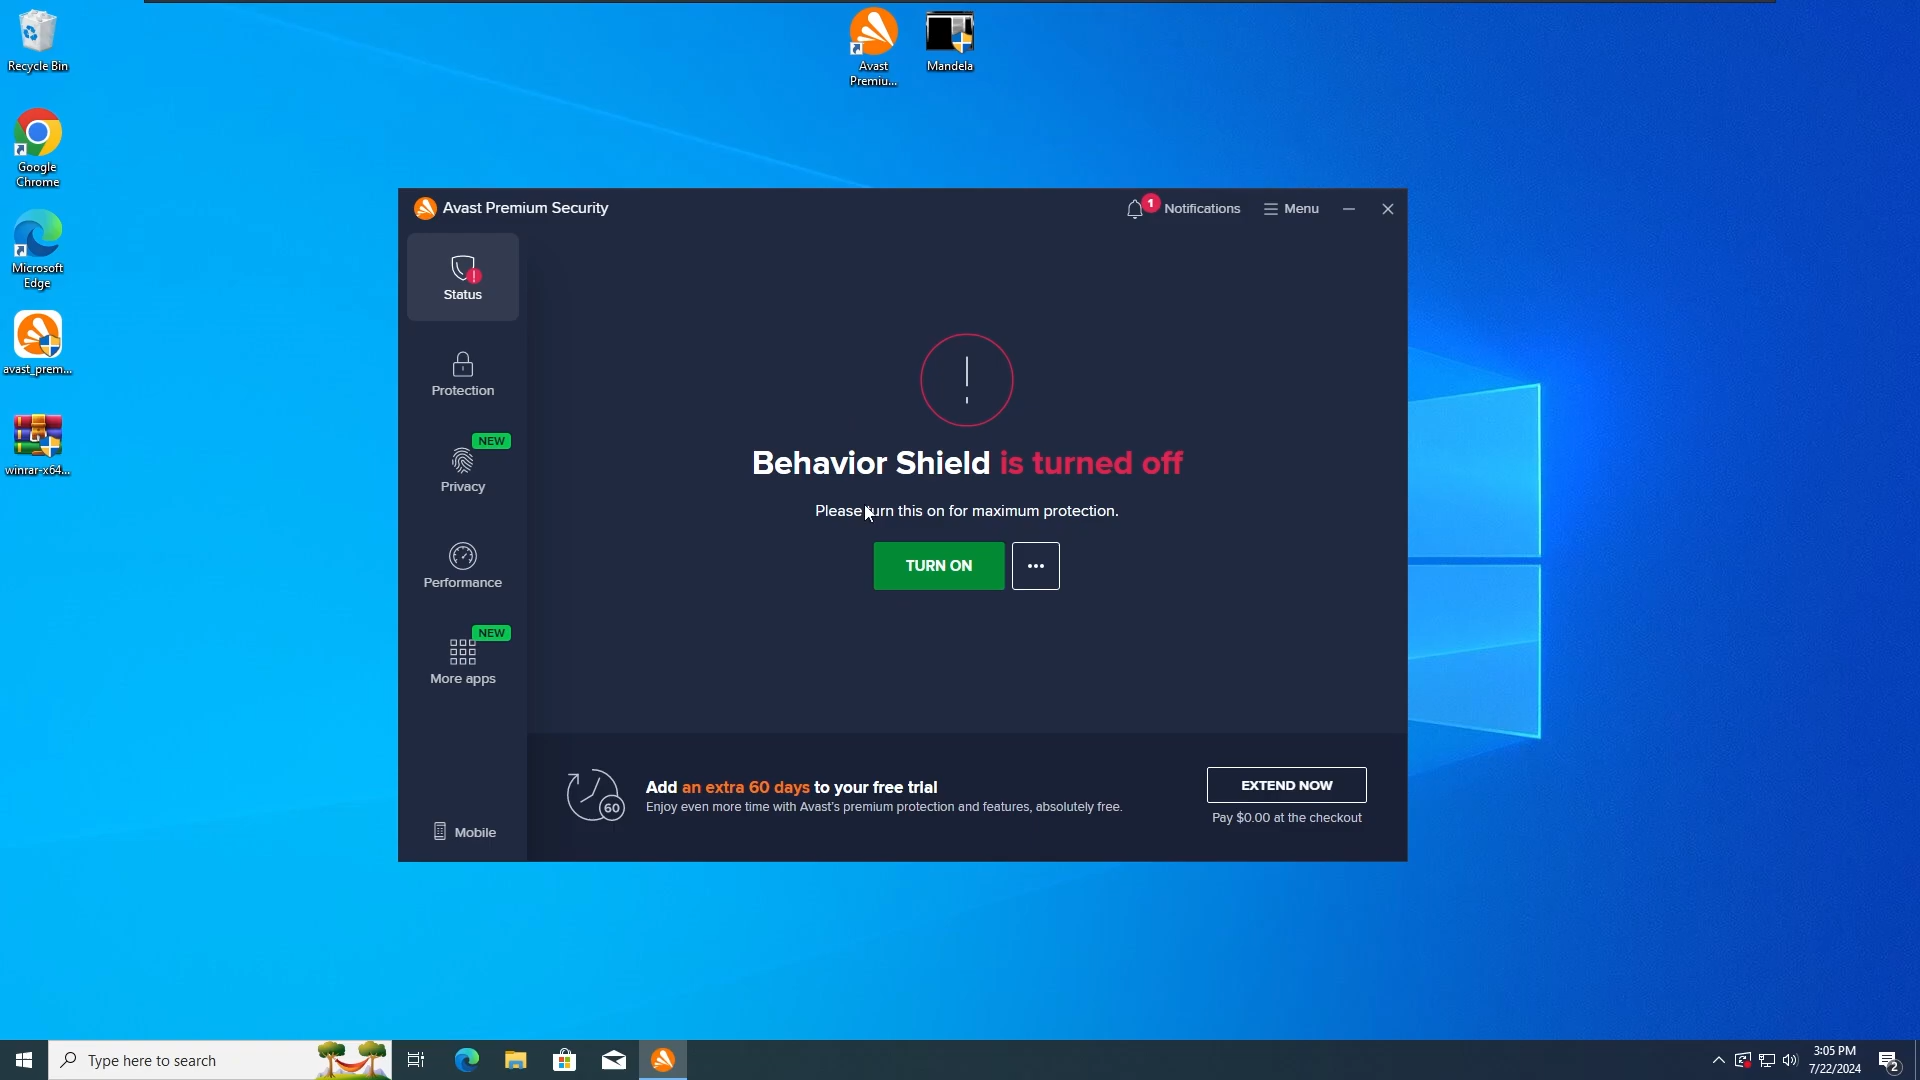 Recycle Bin
Google
Chrome
Microsoft
Edge
avast_prem...
winrar-x64...
Avast
Premiu...
Mandela
Avast Premium Security
1
Notifications
Menu
Status
Protection
NEW
Privacy
Performance
NEW
More apps
Mobile
Behavior Shield is turned off
Please turn this on for maximum protection.
TURN ON
60
Add an extra 60 days to your free trial
Enjoy even more time with Avast's premium protection and features, absolutely free.
EXTEND NOW
Pay $0.00 at the checkout
Type here to search
3:05 PM
7/22/2024
2